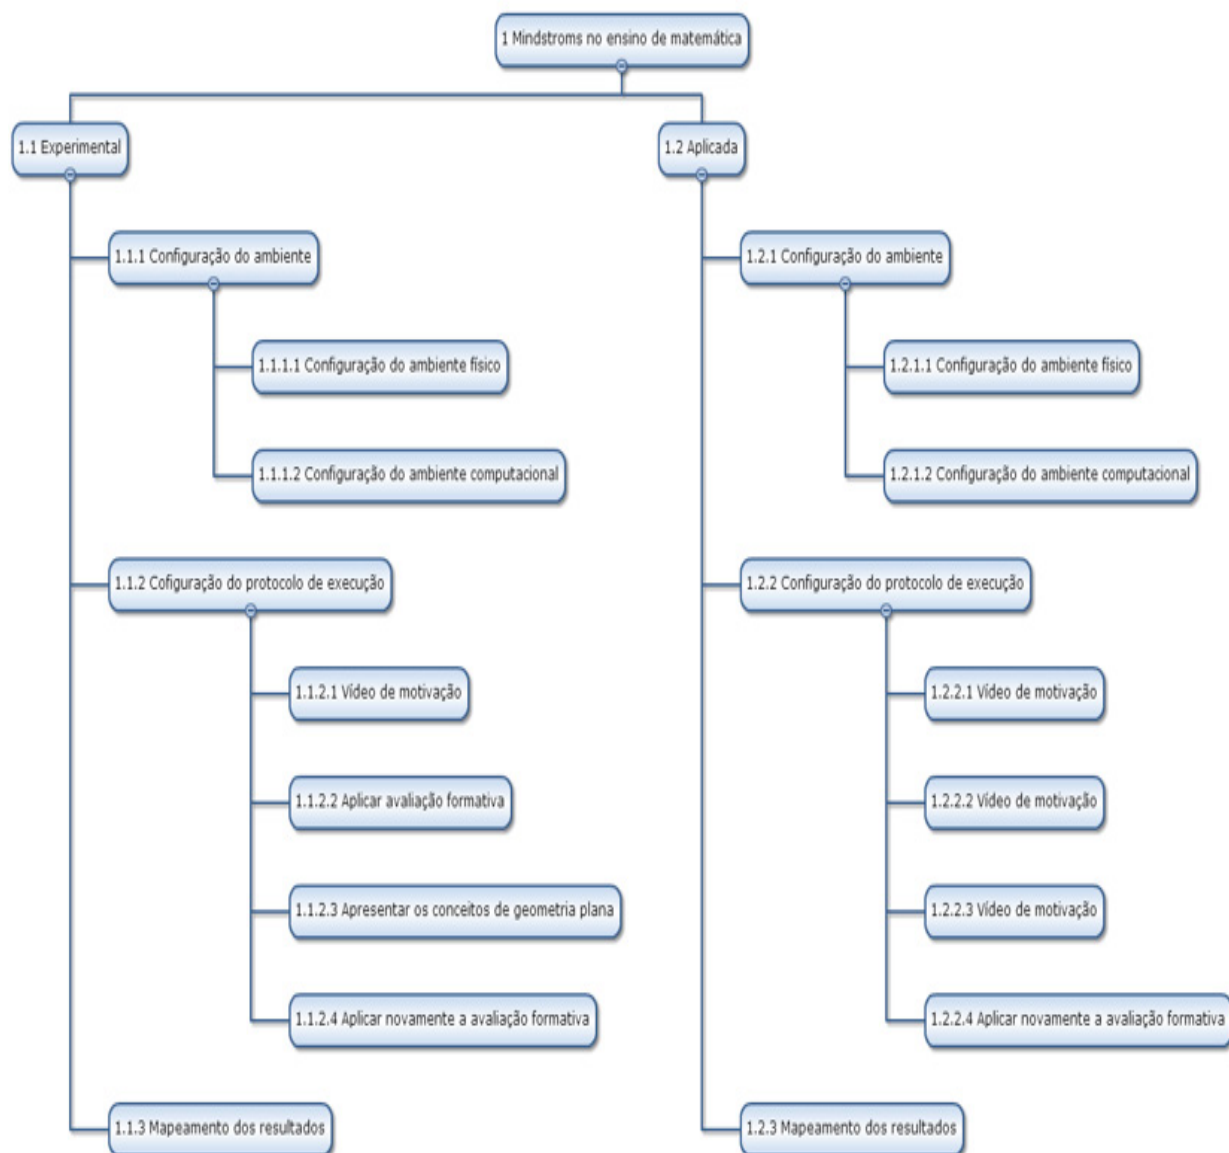 1 Mindstroms no ensino de matemática
1.1 Experimental
1.2 Aplicada
1.1.1 Configuração do ambiente
1.2.1 Configuração do ambiente
1.1.1.1 Configuração do ambiente físico
1.2.1.1 Configuração do ambiente físico
1.1.1.2 Configuração do ambiente computacional
1.2.1.2 Configuração do ambiente computacional
1.1.2 Cofiguração do protocolo de execução
1.2.2 Configuração do protocolo de execução
1.1.2.1 Vídeo de motivação
1.2.2.1 Vídeo de motivação
1.1.2.2 Aplicar avaliação formativa
1.2.2.2 Vídeo de motivação
1.1.2.3 Apresentar os conceitos de geometria plana
1.2.2.3 Vídeo de motivação
1.1.2.4 Aplicar novamente a avaliação formativa
1.2.2.4 Aplicar novamente a avaliação formativa
1.1.3 Mapeamento dos resultados
1.2.3 Mapeamento dos resultados